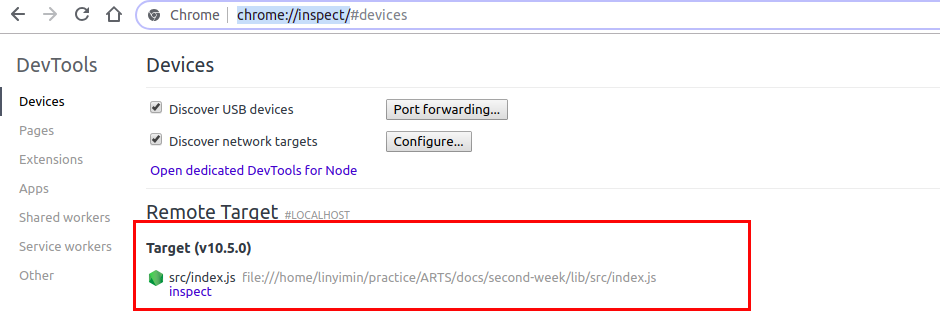 Chrome chrome://inspect/#devices
DevTools
Devices
Pages
Extensions
Apps
Shared workers
Service workers
Other
Devices
Discover USB devices Port forwarding...
Discover network targets Configure...
Open dedicated DevTools for Node
Remote Target #LOCALHOST
Target (v10.5.0)
src/index.js file:///home/linyimin/practice/ARTS/docs/second-week/lib/src/index.js
inspect